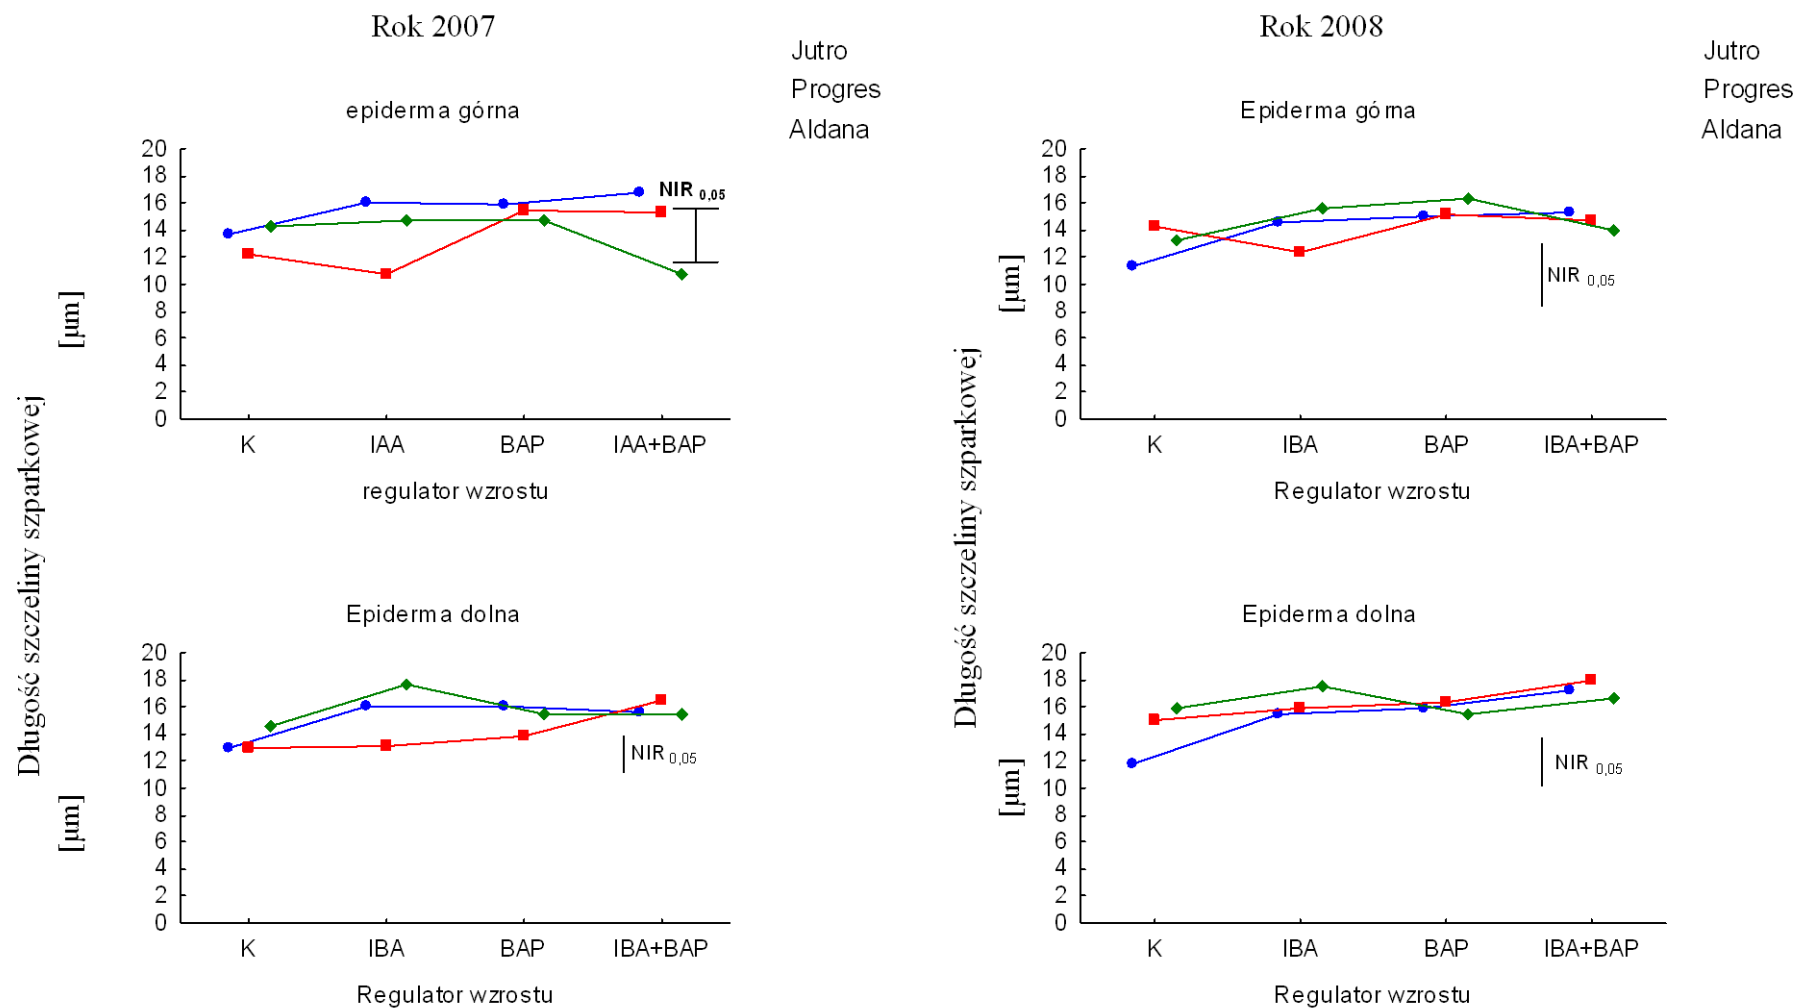 Rok 2007
Jutro
Progres
Aldana
epiderma górna
20
18
16
14
12
10
8
6
4
2
0
NIR 0,05
[µm]
K IAA BAP IAA+BAP
regulator wzrostu
Długość szczeliny szparkowej
Epiderma dolna
20
18
16
14
12
10
8
6
4
2
0
NIR 0,05
[µm]
K IBA BAP IBA+BAP
Regulator wzrostu
Rok 2008
Jutro
Progres
Aldana
Epiderma górna
20
18
16
14
12
10
8
6
4
2
0
NIR 0,05
[µm]
K IBA BAP IBA+BAP
Regulator wzrostu
Długość szczeliny szparkowej
Epiderma dolna
20
18
16
14
12
10
8
6
4
2
0
NIR 0,05
[µm]
K IBA BAP IBA+BAP
Regulator wzrostu